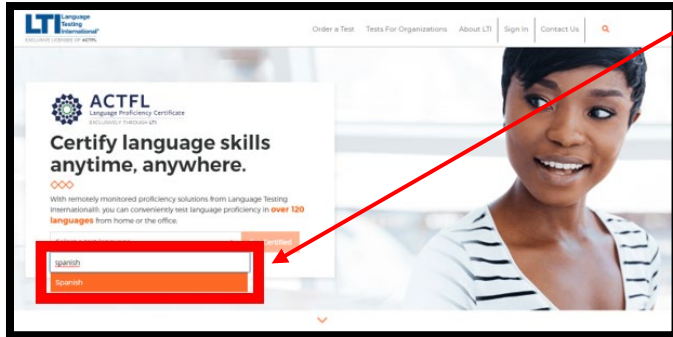 LTI Language
Testing
International
EXCLUSIVE LICENSEE OF ACTFL
Order a Test Tests For Organizations About LTI Sign In Contact Us
ACTFL
Language Proficiency Certificate
EXCLUSIVELY THROUGH LTI
Certify language skills
anytime, anywhere.
With remotely monitored proficiency solutions from Language Testing
International®, you can conveniently test language proficiency in over 120
languages from home or the office.
Certified
spanish
Spanish